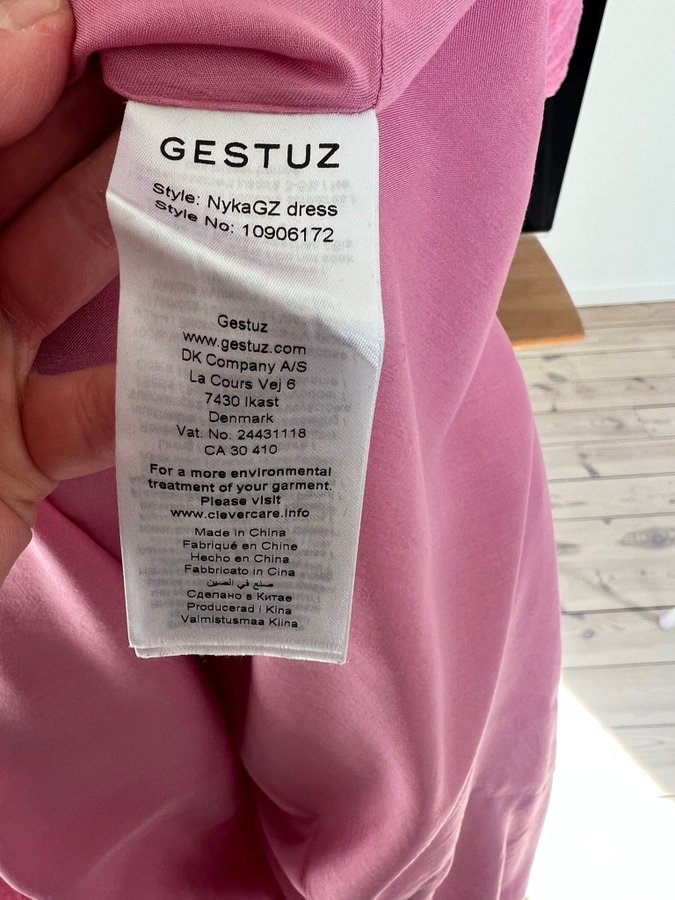 GESTUZ
Style: NykaGZ dress
Style No: 10906172
Gestuz
www.gestuz.com
DK Company A/S
La Cours Vej 6
7430 Ikast
Denmark
Vat. No. 24431118
CA 30 410
For a more environmental
treatment of your garment.
Please visit
www.clevercare.info
Made in China
Fabriqué en Chine
Hecho en China
Fabbricato in Cina
صنع في الصين
Сделано в Китае
Producerad i Kina
Valmistusmaa Kiina